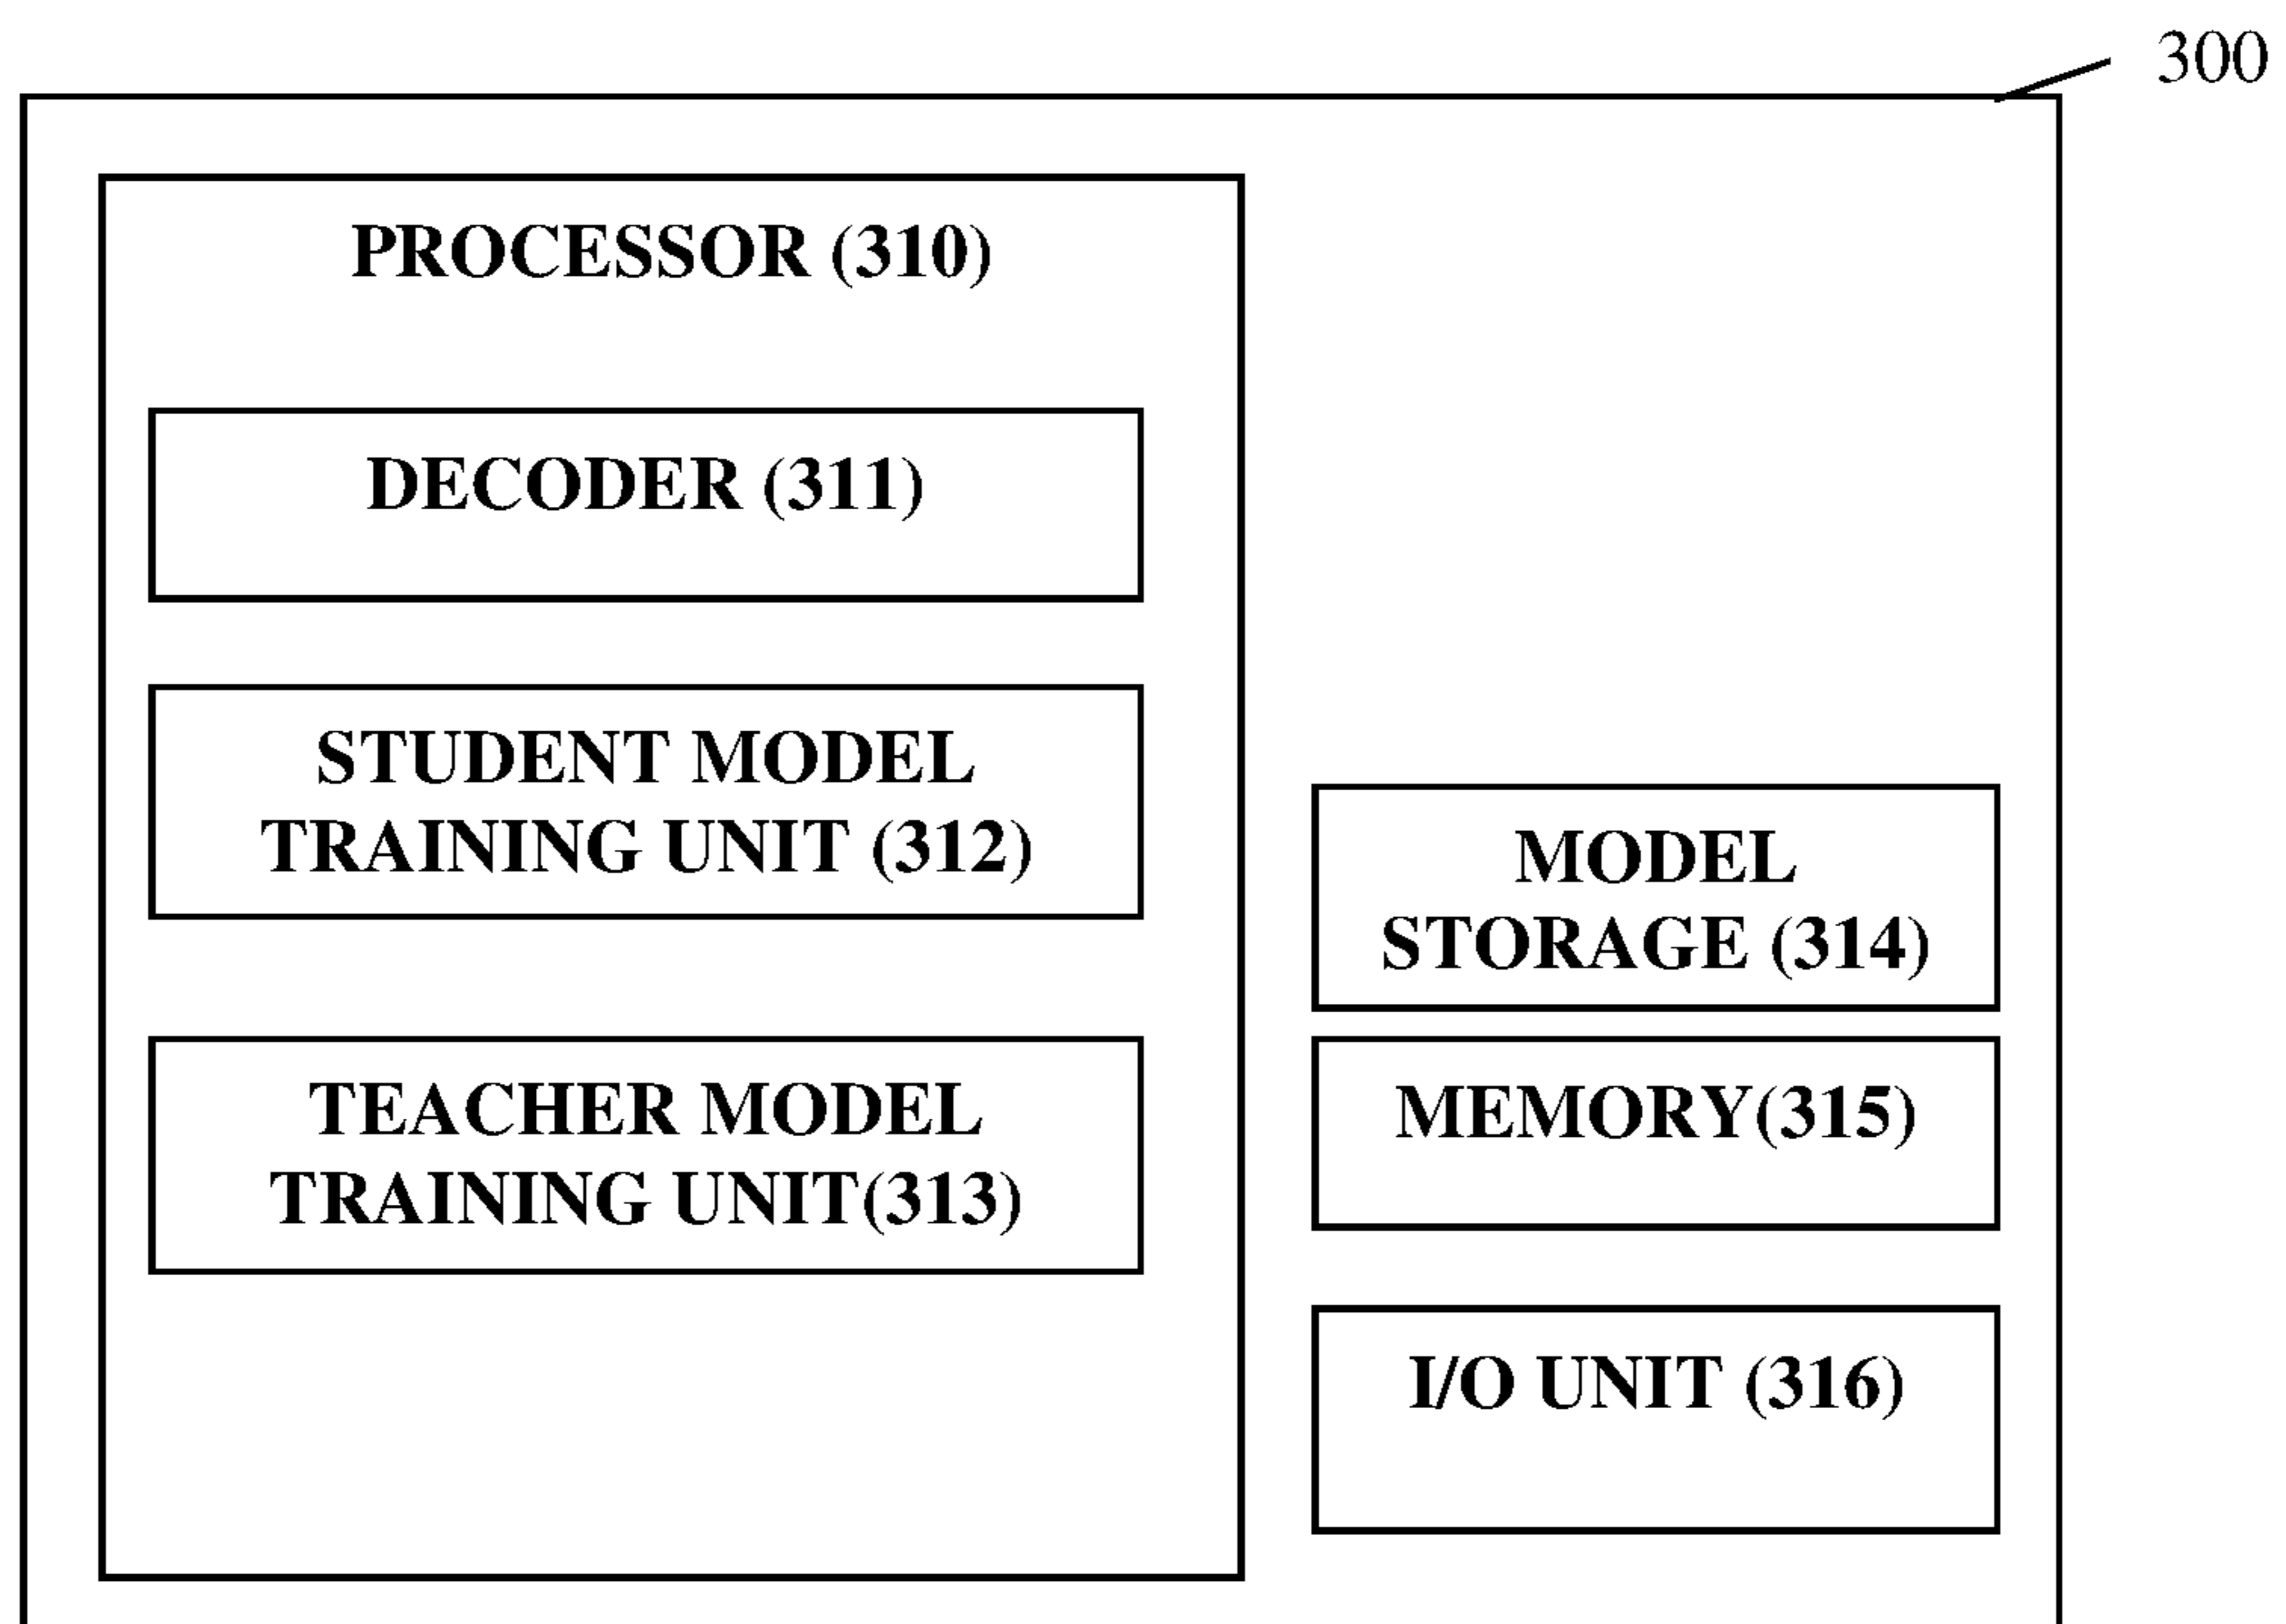 300
PROCESSOR (310)
DECODER (311)
STUDENT MODEL
TRAINING UNIT (312)
TEACHER MODEL
TRAINING UNIT(313)
MODEL
STORAGE (314)
MEMORY(315)
I/O UNIT (316)